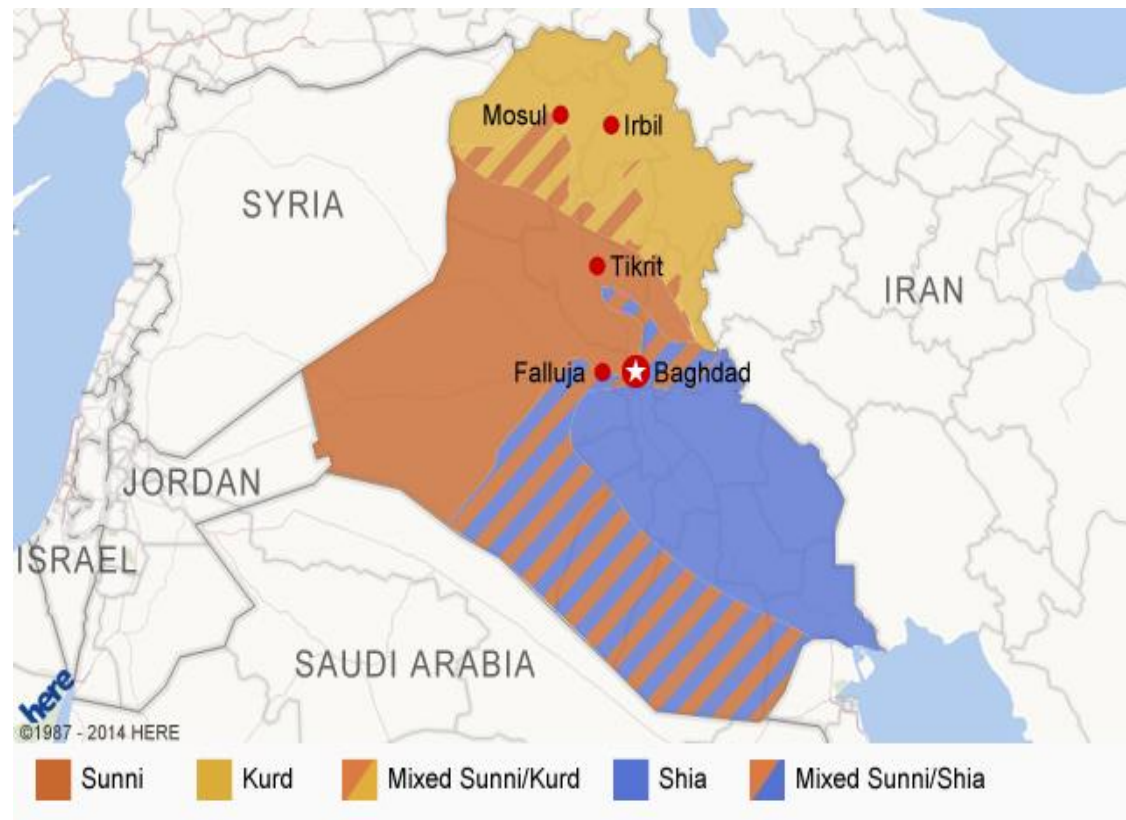 Mosul
Irbil
SYRIA
Tikrit
IRAN
Falluja
Baghdad
JORDAN
ISRAEL
SAUDI ARABIA
here
©1987 - 2014 HERE
Sunni
Kurd
Mixed Sunni/Kurd
Shia
Mixed Sunni/Shia